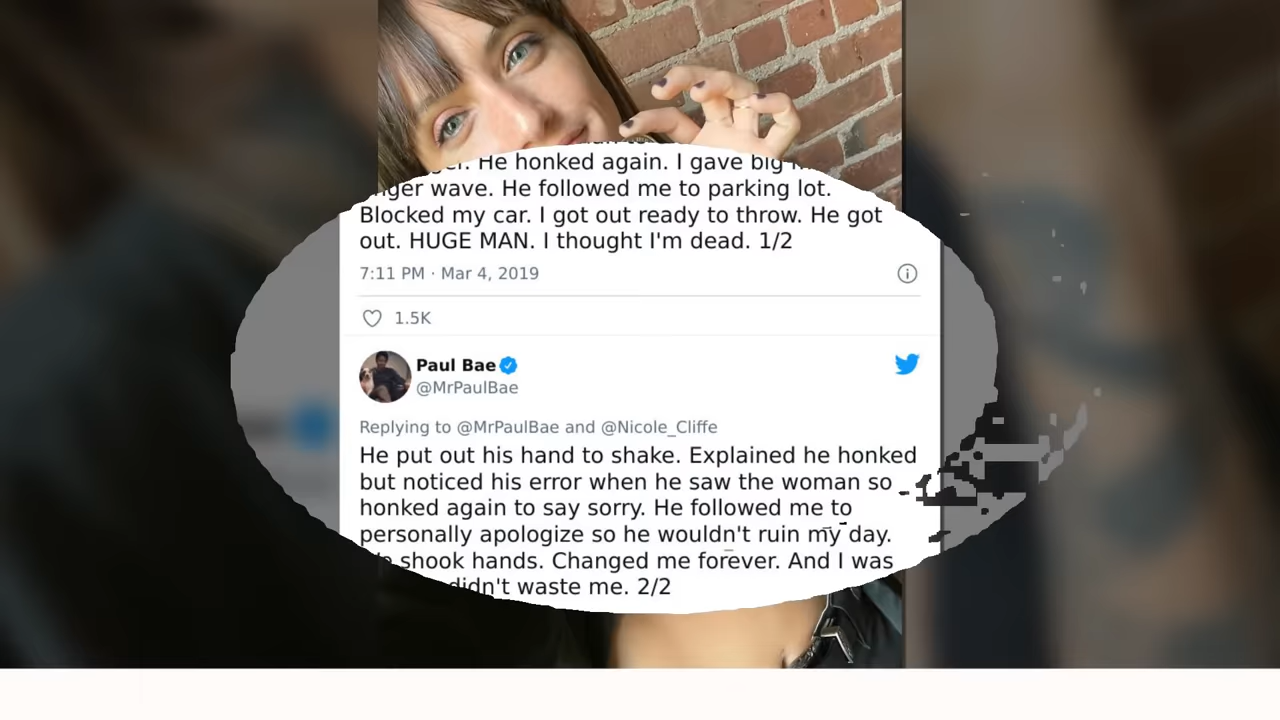 He honked again. I gave big
wave. He followed me to parking lot.
Blocked my car. I got out ready to throw. He got
out. HUGE MAN. I thought I'm dead. 1/2
7:11 PM · Mar 4, 2019
1.5K
Paul Bae
@MrPaulBae
Replying to @MrPaulBae and @Nicole_Cliffe
He put out his hand to shake. Explained he honked
but noticed his error when he saw the woman so
honked again to say sorry. He followed me to
personally apologize so he wouldn't ruin my day.
shook hands. Changed me forever. And I was
didn't waste me. 2/2